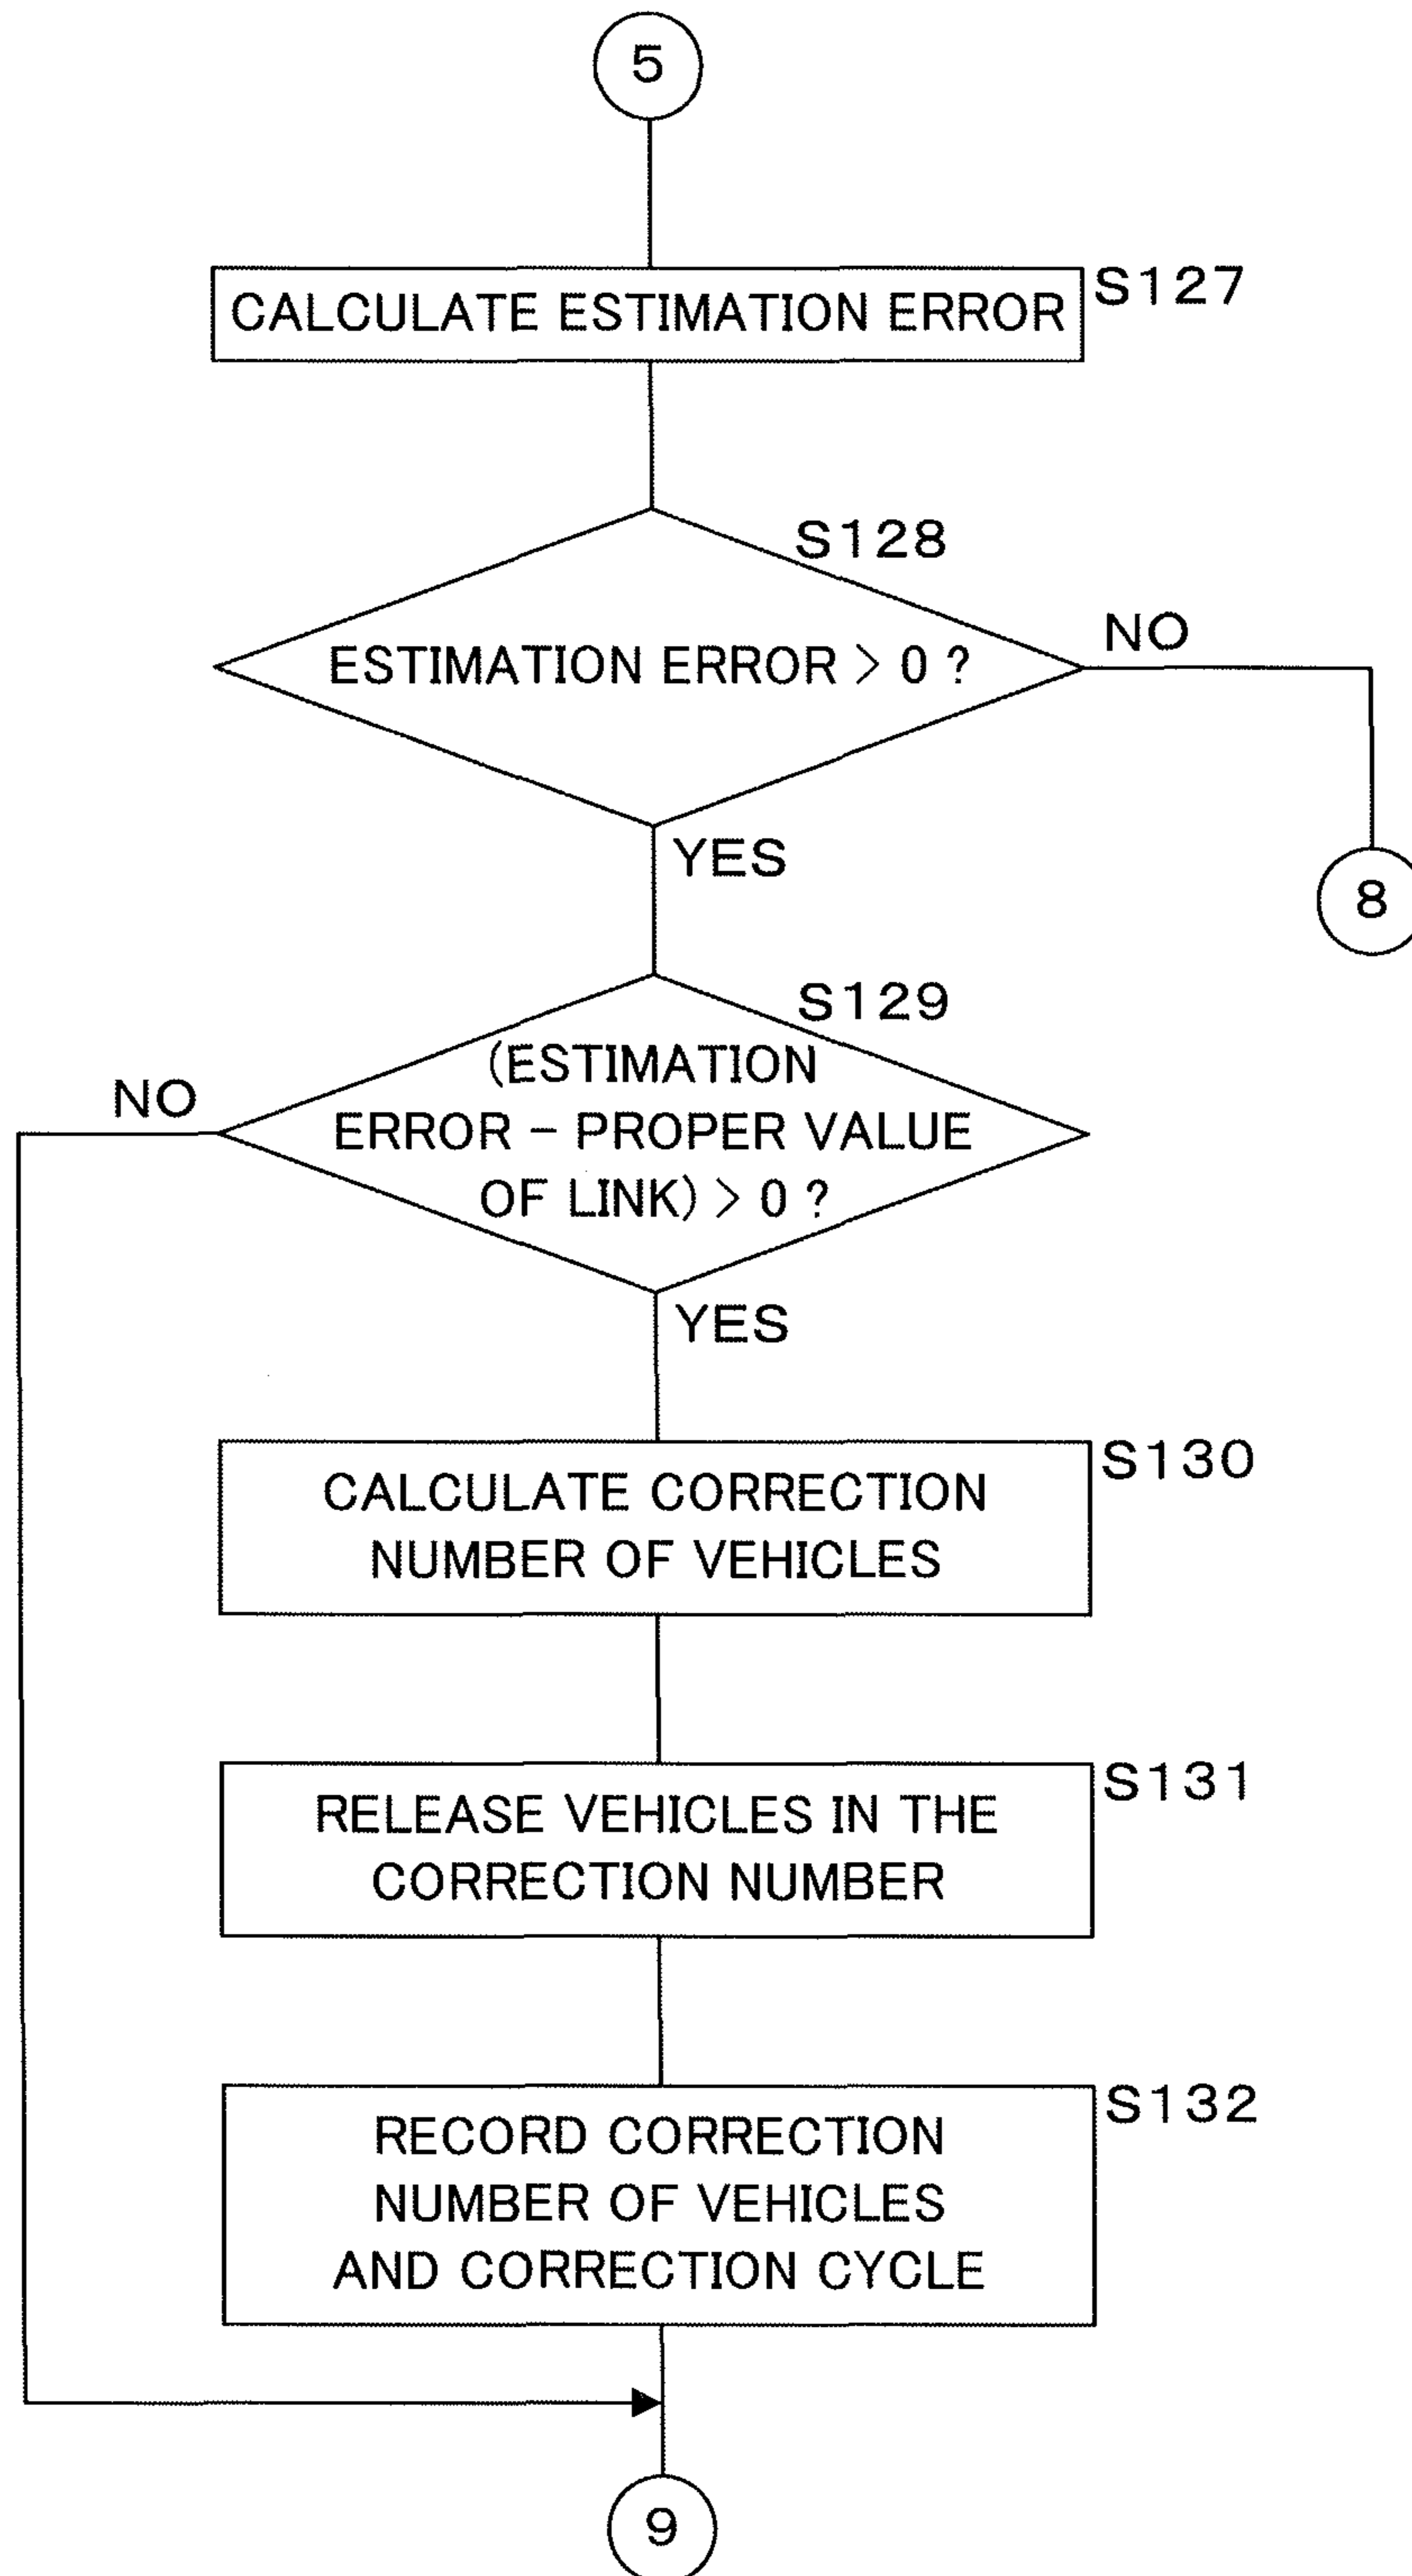 5
CALCULATE ESTIMATION ERROR
S127
S128
ESTIMATION ERROR > 0 ?
NO
YES
8
S129
(ESTIMATION
ERROR - PROPER VALUE
OF LINK) > 0 ?
NO
YES
S130
CALCULATE CORRECTION
NUMBER OF VEHICLES
S131
RELEASE VEHICLES IN THE
CORRECTION NUMBER
S132
RECORD CORRECTION
NUMBER OF VEHICLES
AND CORRECTION CYCLE
9